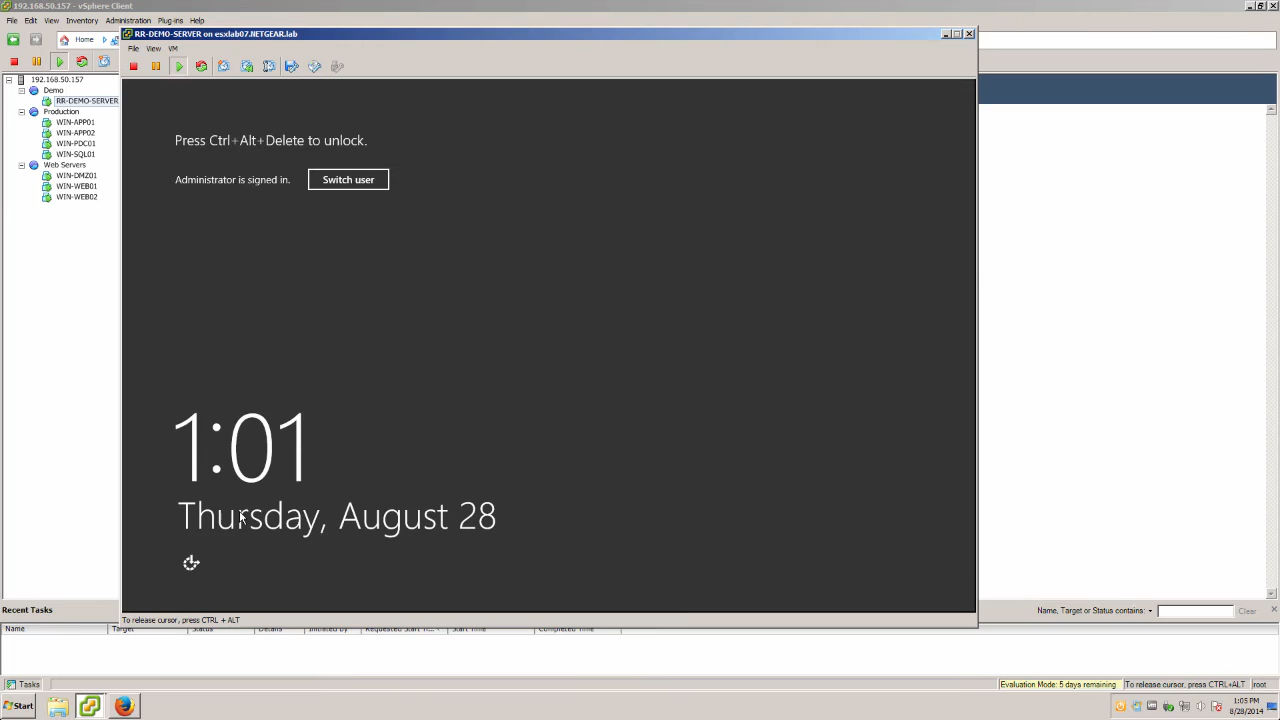 192.168.50.157 - vSphere Client
File Edit View Inventory Administration Plug-ins Help
Home
RR-DEMO-SERVER on esxlab07.NETGEAR.lab
File View VM
192.168.50.157
Demo
RR-DEMO-SERVER
Production
WIN-APP01
WIN-APP02
WIN-PDC01
WIN-SQL01
Web Servers
WIN-DMZ01
WIN-WEB01
WIN-WEB02
Press Ctrl+Alt+Delete to unlock.
Administrator is signed in. Switch user
1:01
Thursday, August 28
To release cursor, press CTRL + ALT
Recent Tasks
Name, Target or Status contains: Clear
Name Target Status Details Initiated by Requested Start Ti... Start Time Completed Time
Tasks
Evaluation Mode: 5 days remaining To release cursor, press CTRL+ALT root
Start
1:05 PM
8/28/2014